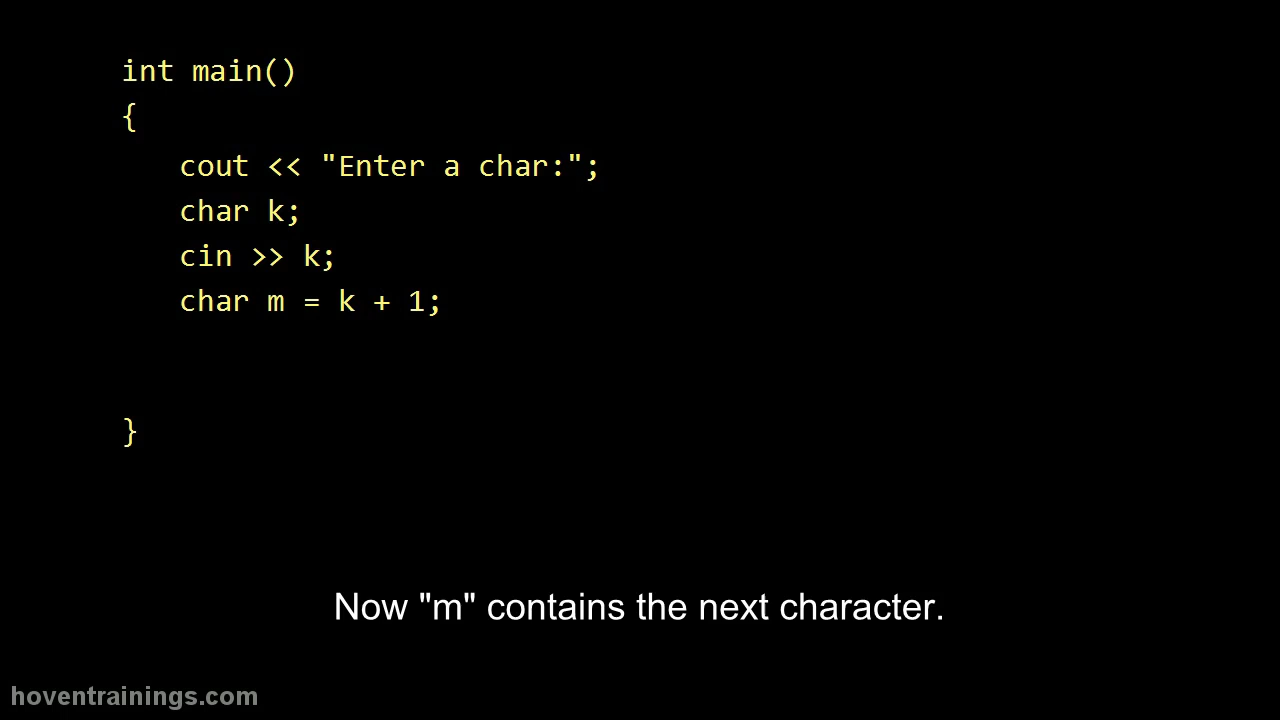 int main()
{
cout << "Enter a char:";
char k;
cin >> k;
char m = k + 1;
}
Now "m" contains the next character.
hoventrainings.com